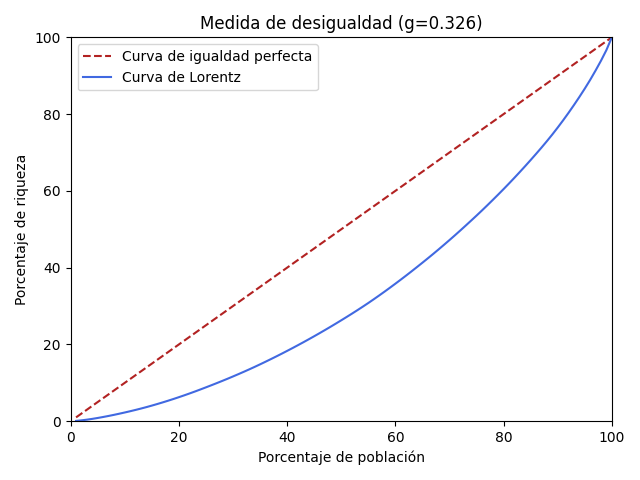 Medida de desigualdad (g=0.326)
Curva de igualdad perfecta
Curva de Lorentz
Porcentaje de riqueza
100
80
60
40
20
0
0 20 40 60 80 100
Porcentaje de población